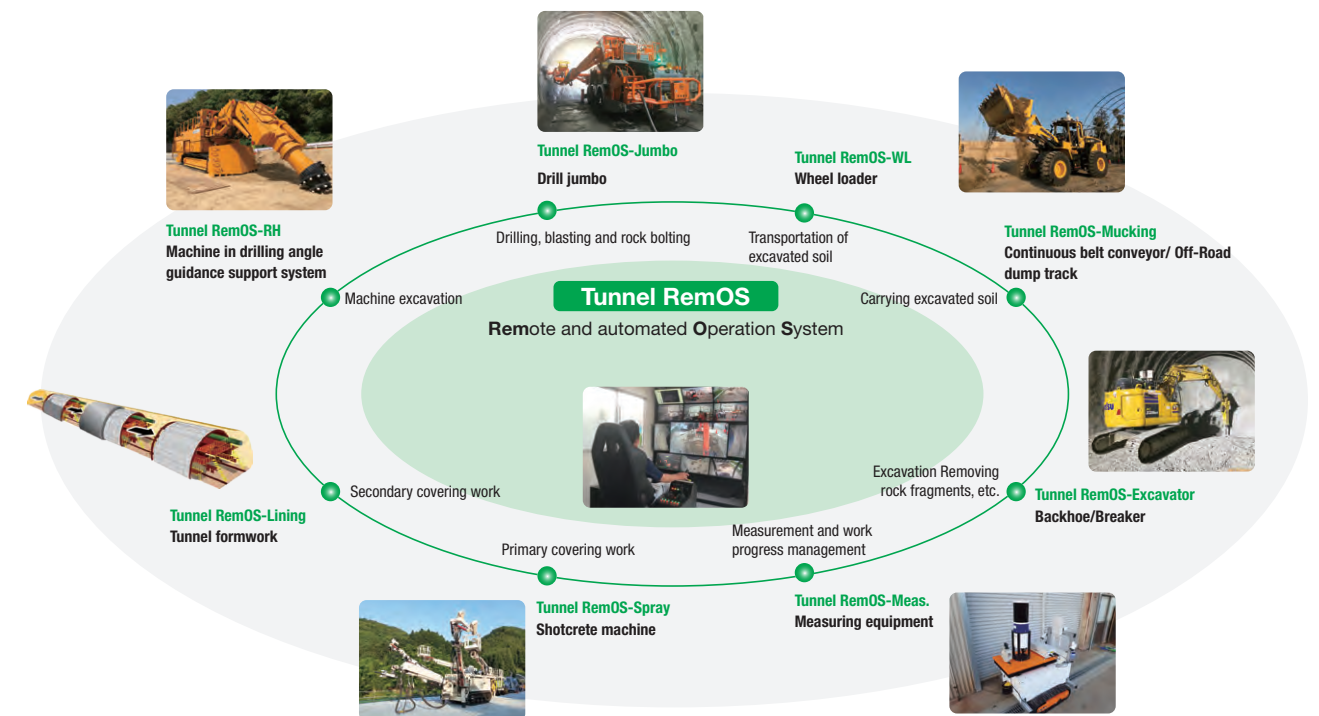 Tunnel RemOS-Jumbo
Drill jumbo
Drilling, blasting and rock bolting
Tunnel RemOS-WL
Wheel loader
Transportation of
excavated soil
Tunnel RemOS-RH
Machine in drilling angle
guidance support system
Machine excavation
Tunnel RemOS-Mucking
Continuous belt conveyor/ Off-Road
dump track
Carrying excavated soil
Tunnel RemOS
Remote and automated Operation System
Excavation Removing
rock fragments, etc.
Tunnel RemOS-Excavator
Backhoe/Breaker
Secondary covering work
Tunnel RemOS-Lining
Tunnel formwork
Primary covering work
Tunnel RemOS-Spray
Shotcrete machine
Measurement and work
progress management
Tunnel RemOS-Meas.
Measuring equipment